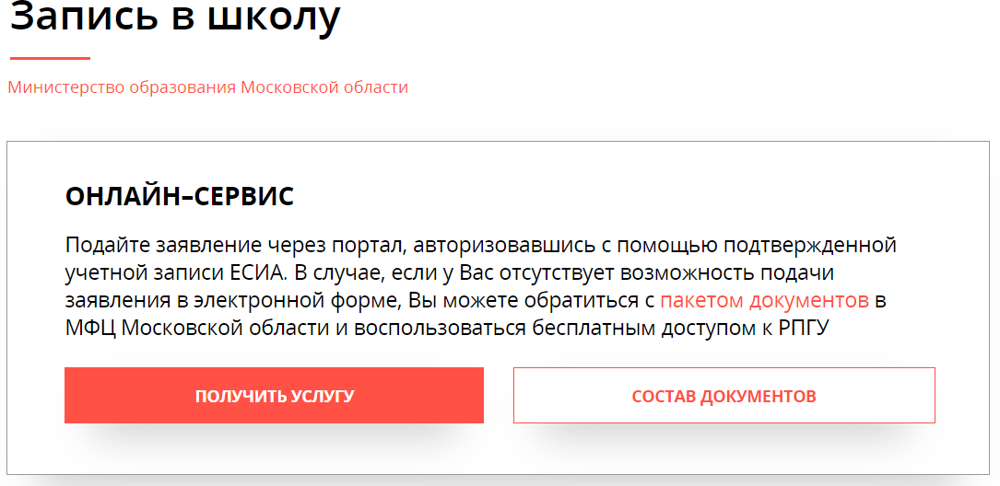 Запись в школу
Министерство образования Московской области
ОНЛАЙН–СЕРВИС
Подайте заявление через портал, авторизовавшись с помощью подтвержденной
учетной записи ЕСИА. В случае, если у Вас отсутствует возможность подачи
заявления в электронной форме, Вы можете обратиться с пакетом документов в
МФЦ Московской области и воспользоваться бесплатным доступом к РПГУ
ПОЛУЧИТЬ УСЛУГУ
СОСТАВ ДОКУМЕНТОВ